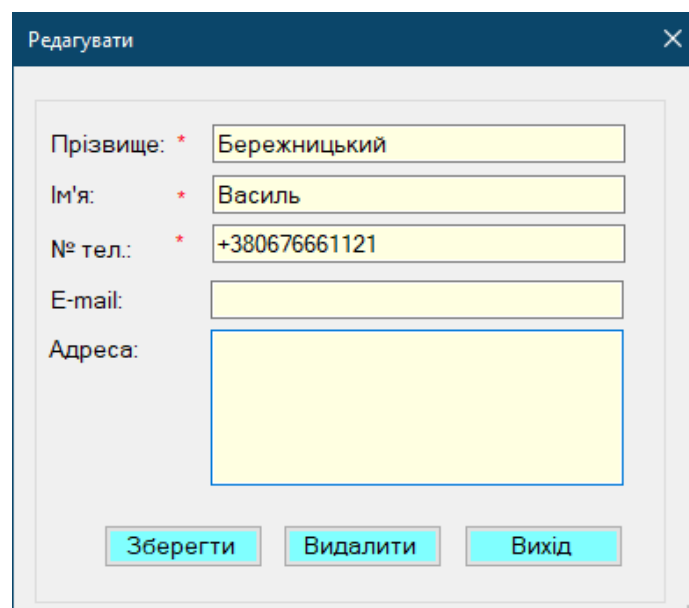 Редагувати
Прізвище: * Бережницький
Ім'я: * Василь
№ тел.: * +380676661121
E-mail:
Адреса:
Зберегти Видалити Вихід